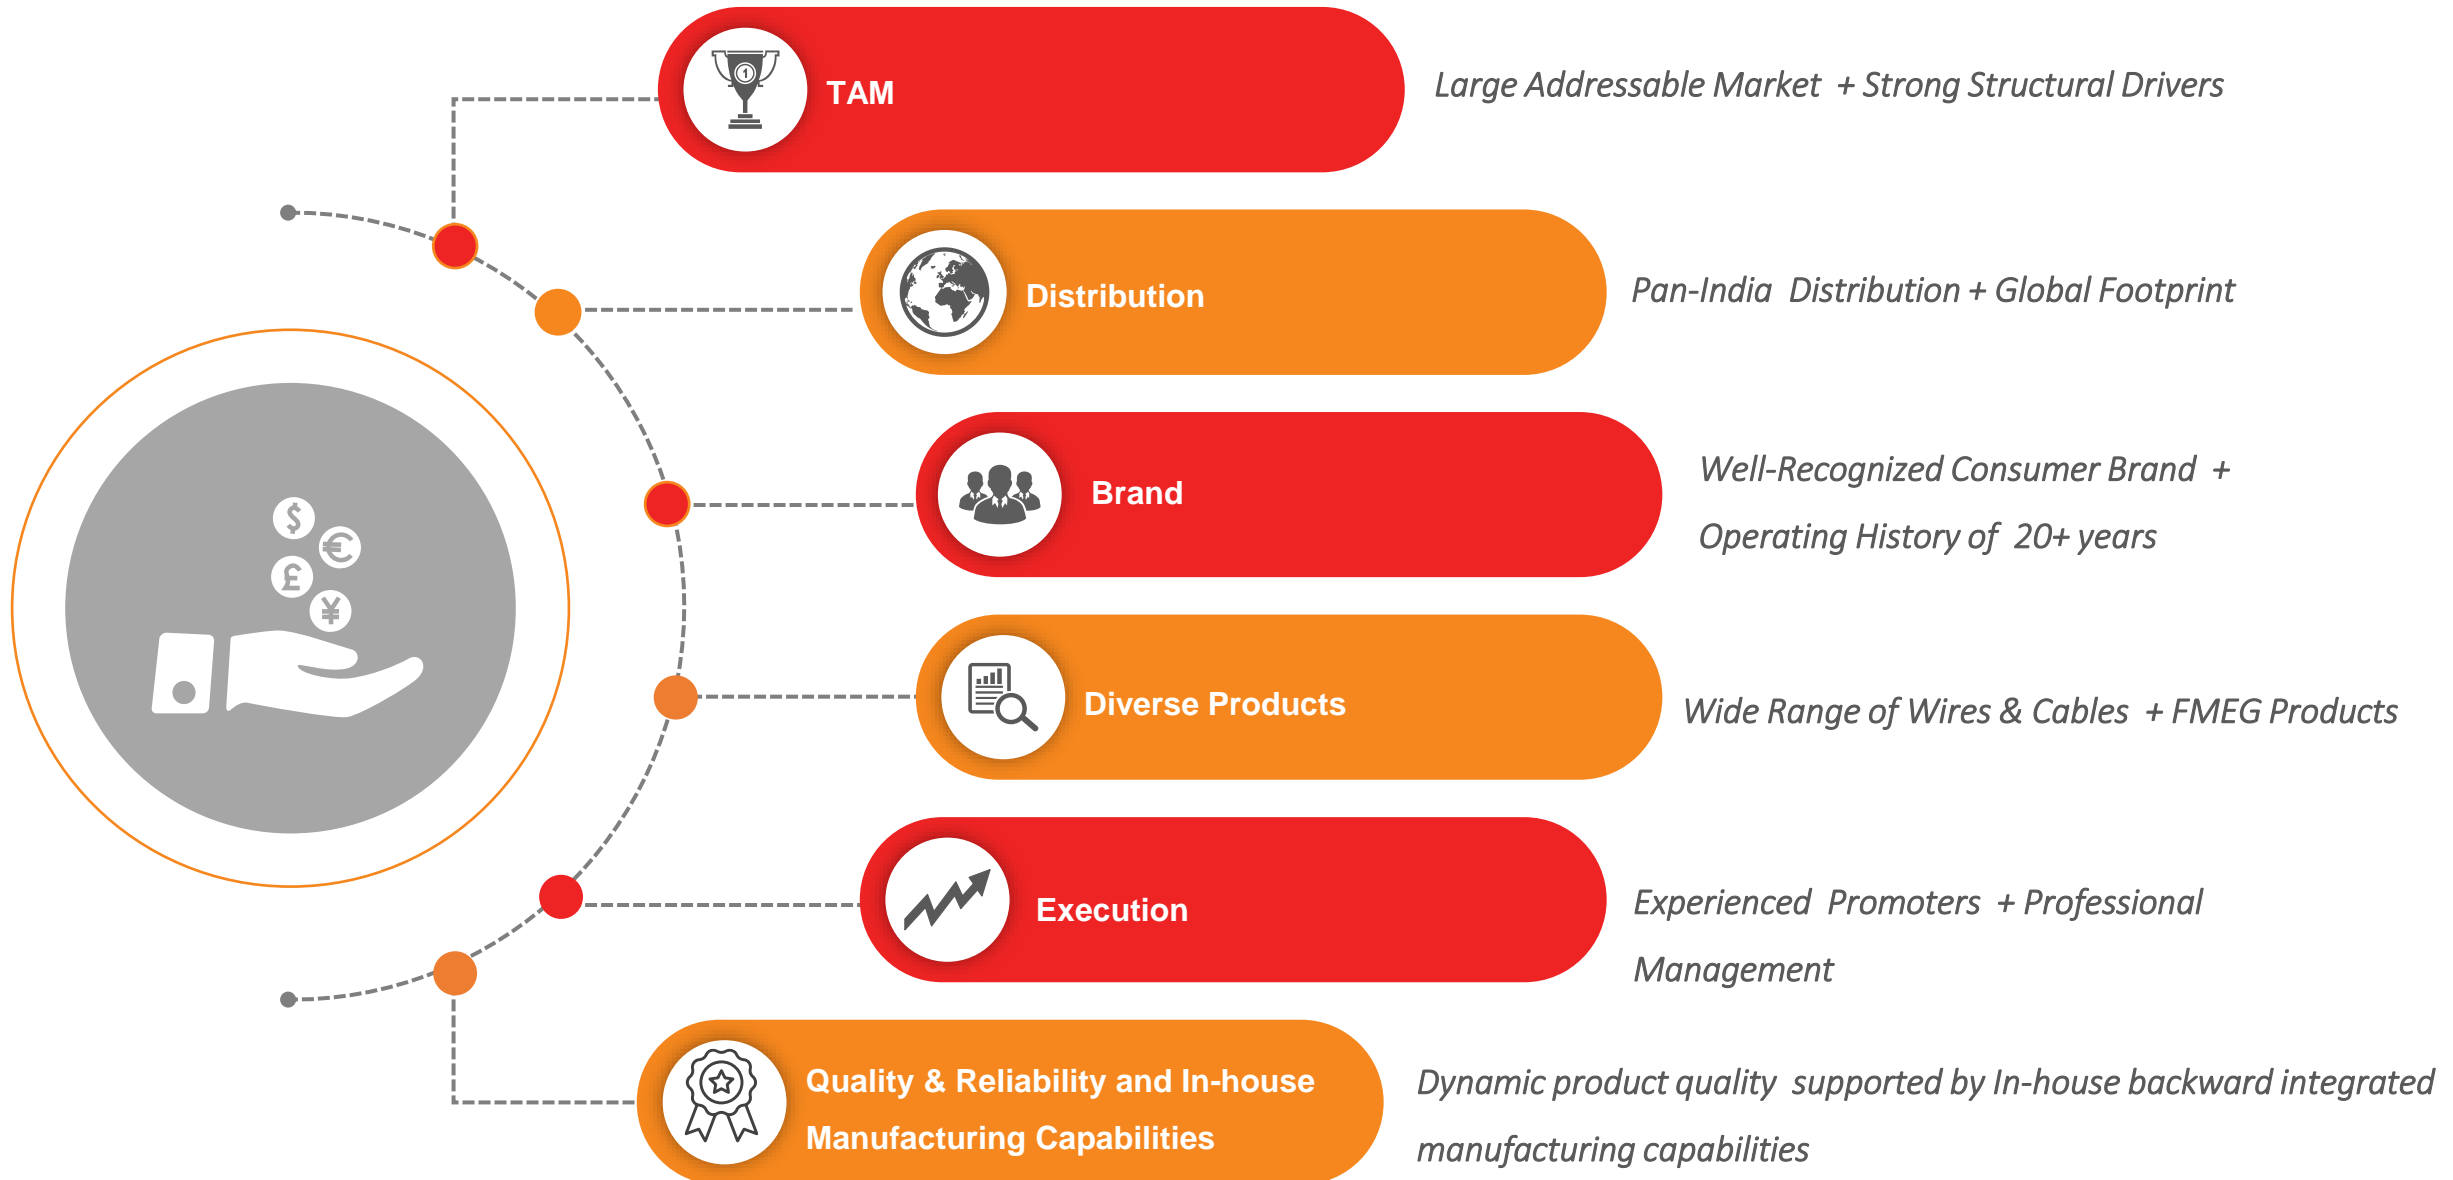 TAM
Large Addressable Market + Strong Structural Drivers
Distribution
Pan-India Distribution + Global Footprint
Brand
Well-Recognized Consumer Brand +
Operating History of 20+ years
Diverse Products
Wide Range of Wires & Cables + FMEG Products
Execution
Experienced Promoters + Professional
Management
Quality & Reliability and In-house
Manufacturing Capabilities
Dynamic product quality supported by In-house backward integrated
manufacturing capabilities
1
$
€
£
¥